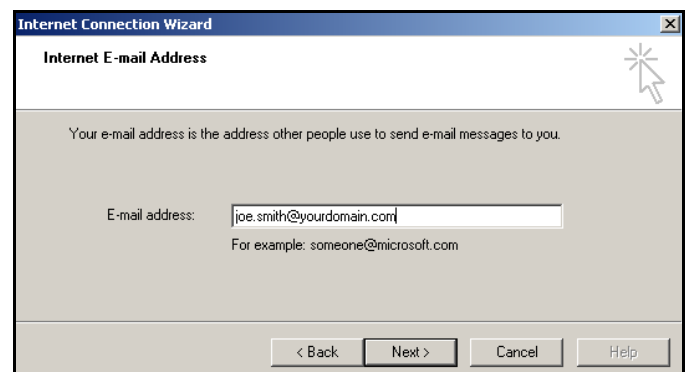 Internet Connection Wizard
Internet E-mail Address
Your e-mail address is the address other people use to send e-mail messages to you.
E-mail address: joe.smith@yourdomain.com
For example: someone@microsoft.com
< Back Next > Cancel Help